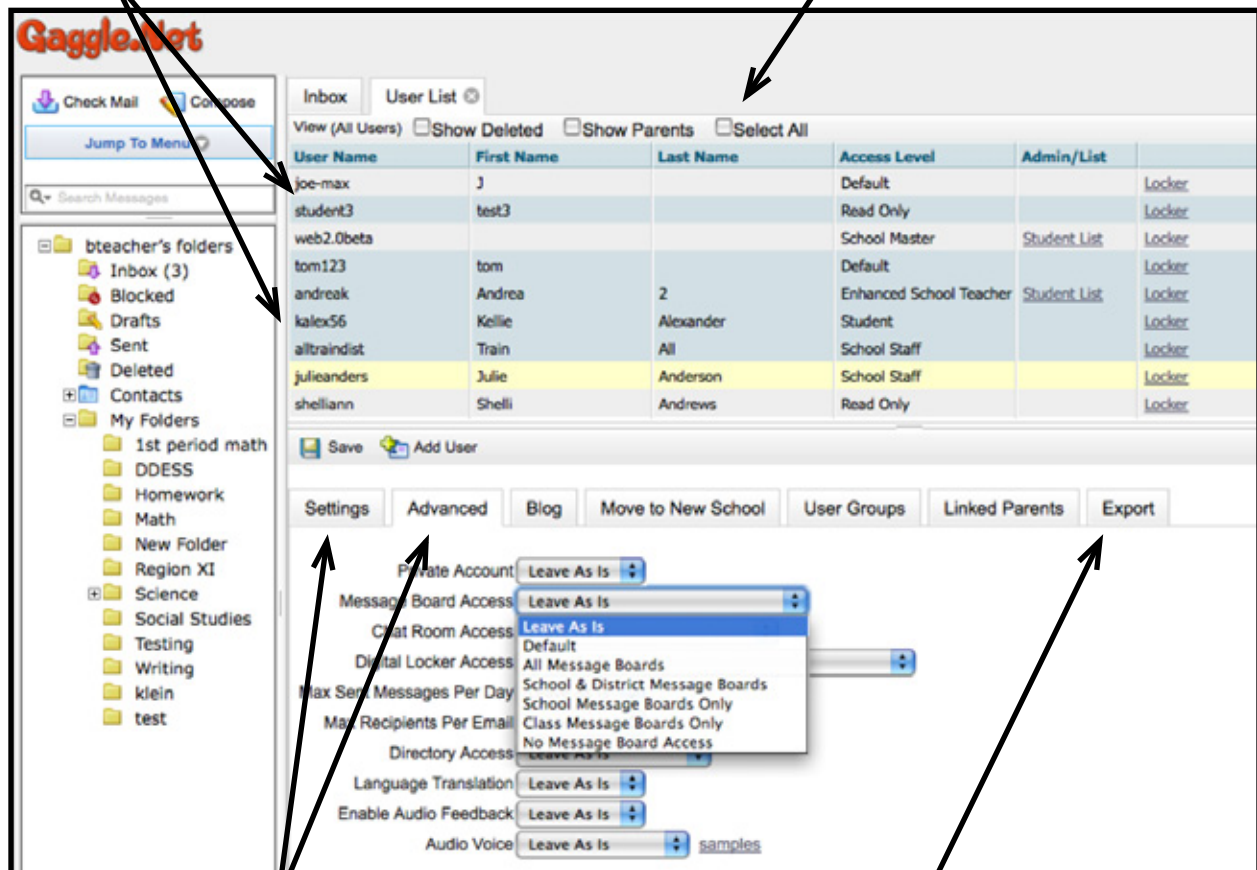 Gaggle.Net
Check Mail Compose
Jump To Menu
Search Messages
bteacher's folders
Inbox (3)
Blocked
Drafts
Sent
Deleted
Contacts
My Folders
1st period math
DDESS
Homework
Math
New Folder
Region XI
Science
Social Studies
Testing
Writing
klein
test
Inbox User List
View (All Users) Show Deleted Show Parents Select All
User Name First Name Last Name Access Level Admin/List
joe-max J Default Locker
student3 test3 Read Only Locker
web2.0beta School Master Student List Locker
tom123 tom Default Locker
andreak Andrea 2 Enhanced School Teacher Student List Locker
kalex56 Kellie Alexander Student Locker
alltraindist Train All School Staff Locker
julieanders Julie Anderson School Staff Locker
shelliann Shelli Andrews Read Only Locker
Save Add User
Settings Advanced Blog Move to New School User Groups Linked Parents Export
Private Account Leave As Is
Message Board Access Leave As Is
Leave As Is
Default
All Message Boards
School & District Message Boards
School Message Boards Only
Class Message Boards Only
No Message Board Access
Chat Room Access
Digital Locker Access
Max Sent Messages Per Day
Max Recipients Per Email
Directory Access Leave As Is
Language Translation Leave As Is
Enable Audio Feedback Leave As Is
Audio Voice Leave As Is samples